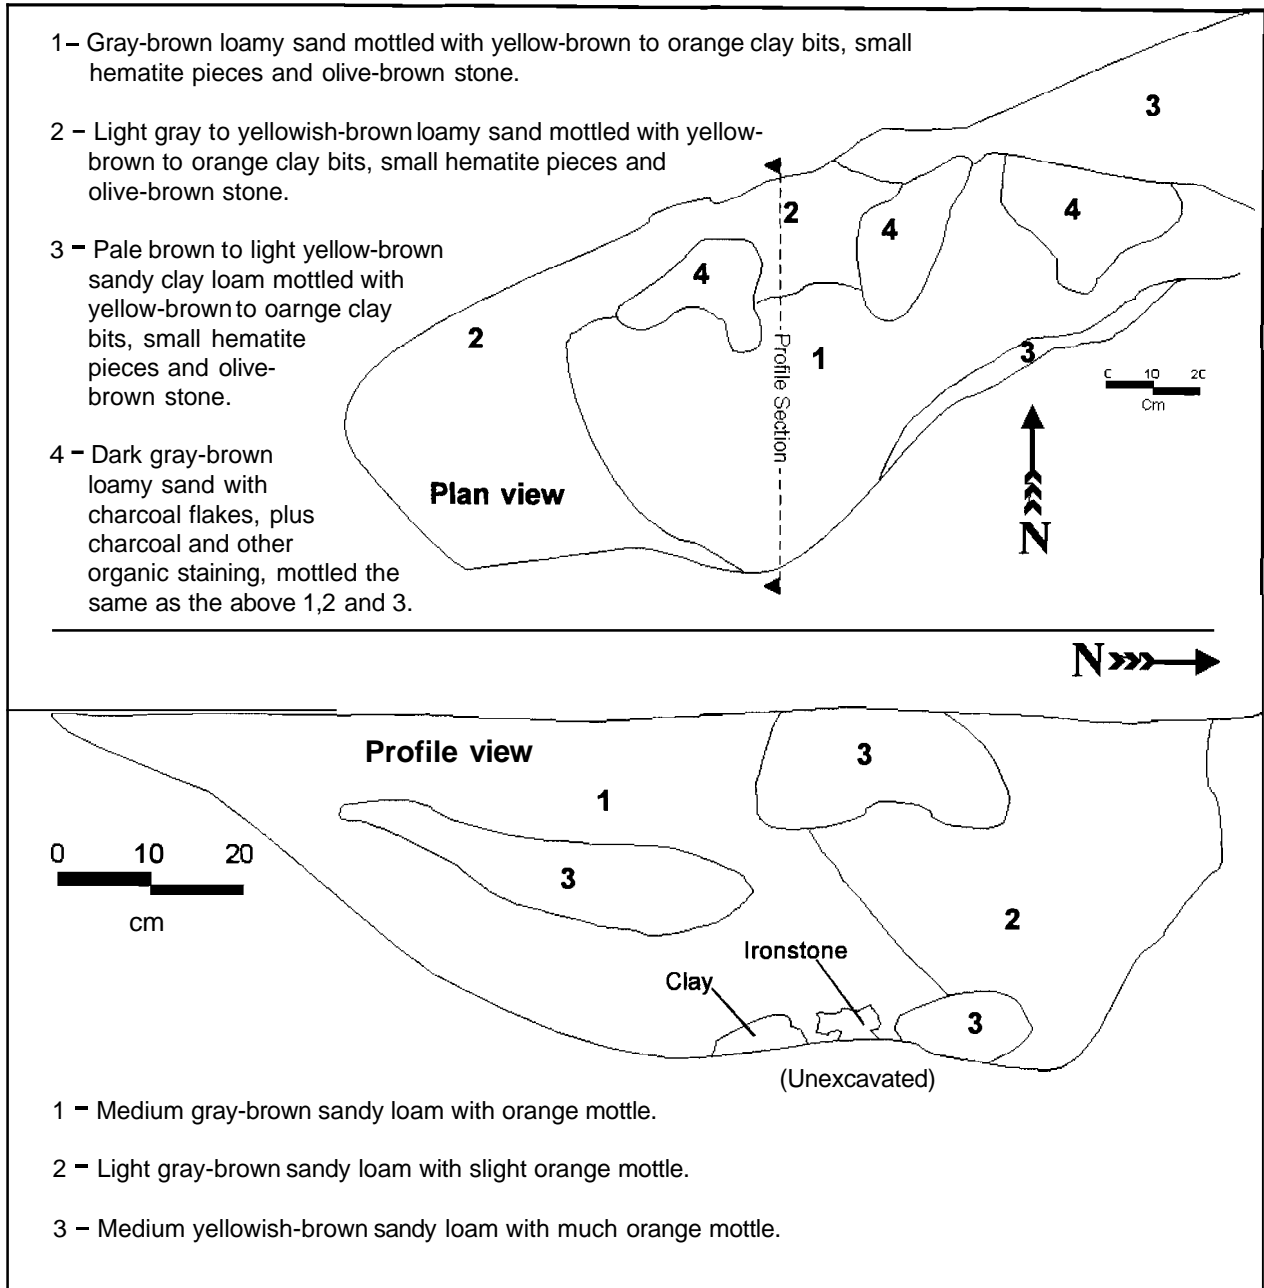 1– Gray-brown loamy sand mottled with yellow-brown to orange clay bits, small
hematite pieces and olive-brown stone.
2 – Light gray to yellowish-brown loamy sand mottled with yellow-
brown to orange clay bits, small hematite pieces and
olive-brown stone.
3 – Pale brown to light yellow-brown
sandy clay loam mottled with
yellow-brown to oarnge clay
bits, small hematite
pieces and olive-
brown stone.
4 – Dark gray-brown
loamy sand with
charcoal flakes, plus
charcoal and other
organic staining, mottled the
same as the above 1,2 and 3.
3
2
4
4
4
2
1
3
Profile Section
0 10 20
Cm
Plan view
N
N
Profile view
3
1
3
2
0 10 20
cm
Ironstone
Clay
3
(Unexcavated)
1 – Medium gray-brown sandy loam with orange mottle.
2 – Light gray-brown sandy loam with slight orange mottle.
3 – Medium yellowish-brown sandy loam with much orange mottle.